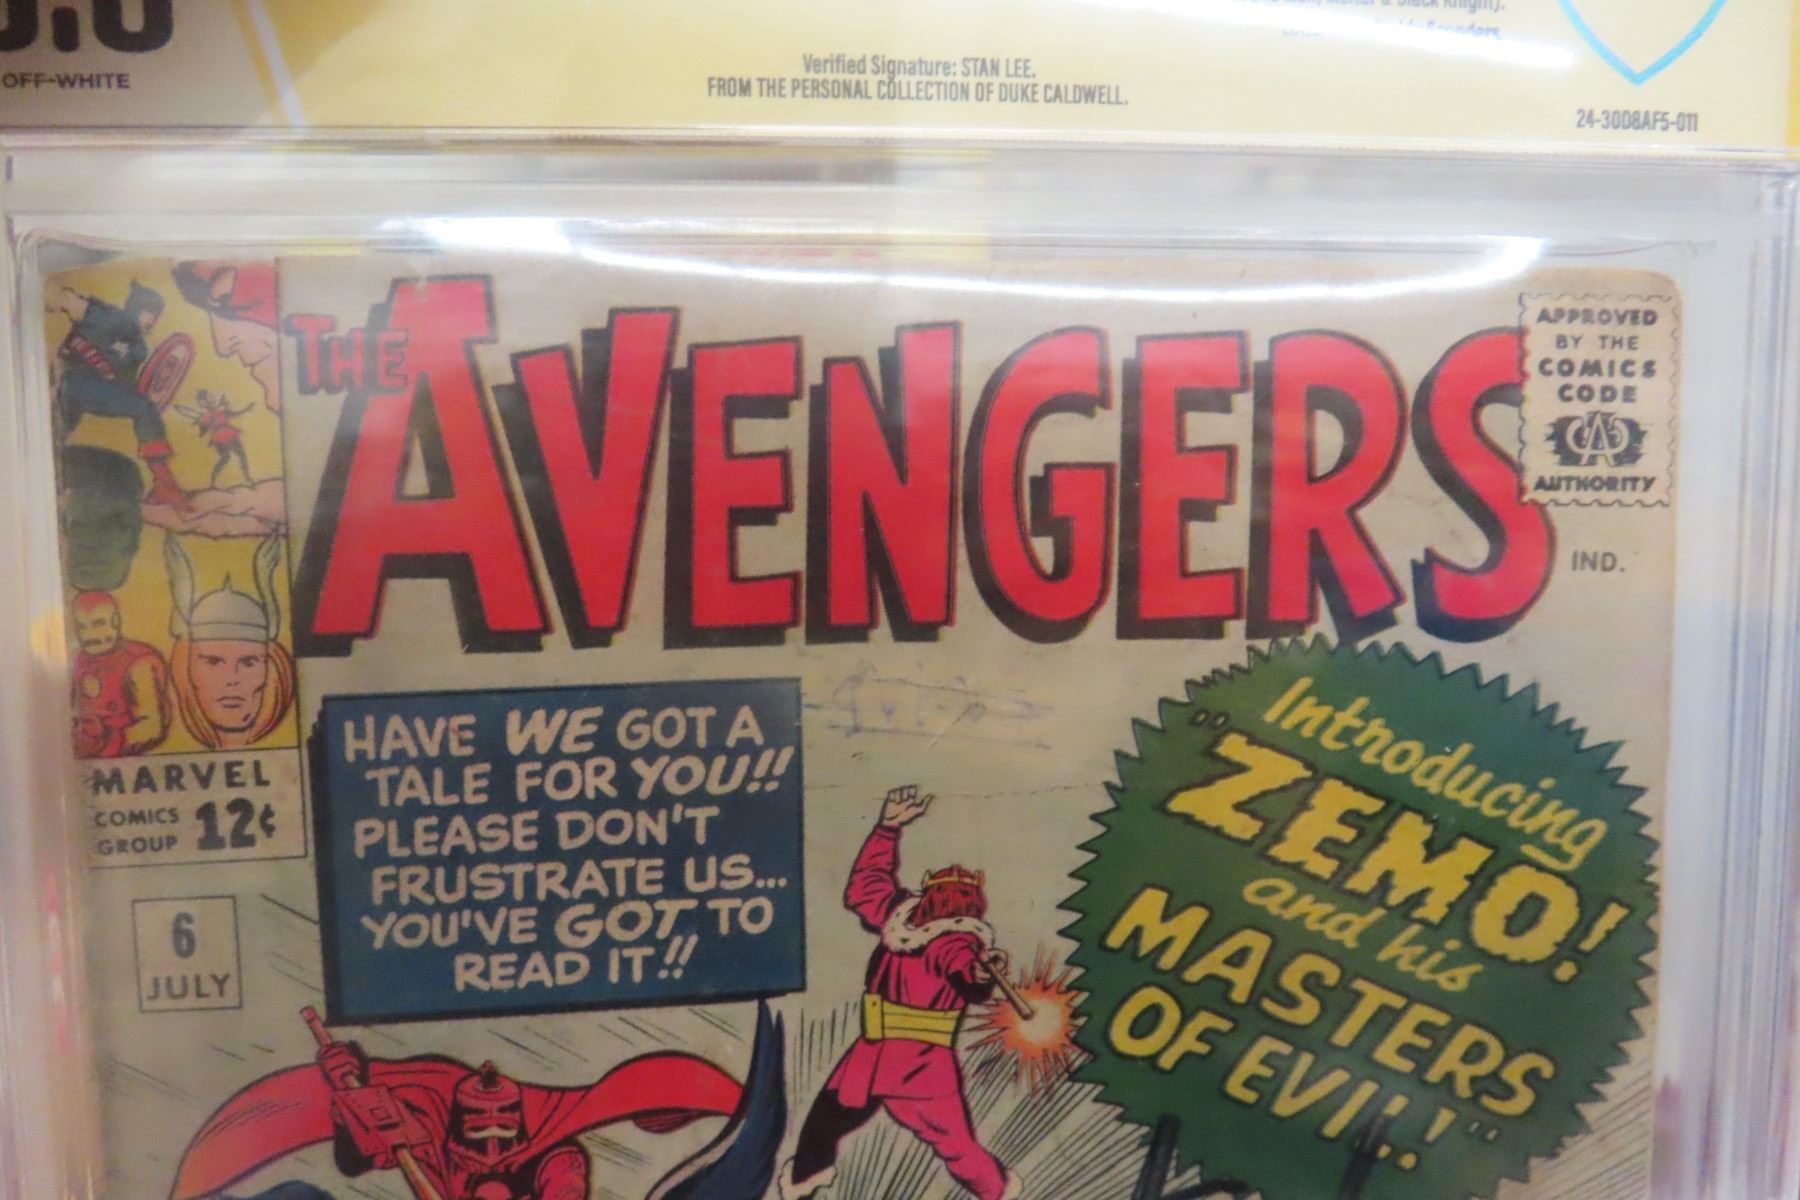 OFF-WHITE
Verified Signature: STAN LEE.
FROM THE PERSONAL COLLECTION OF DUKE CALDWELL.
24-30D8AF5-011
THE AVENGERS
APPROVED
BY THE
COMICS
CODE
CA
AUTHORITY
IND.
HAVE WE GOT A
TALE FOR YOU!!
PLEASE DON'T
FRUSTRATE US...
YOU'VE GOT TO
READ IT!!
MARVEL
COMICS
GROUP 12¢
6
JULY
Introducing
"ZEMO!
and his
MASTERS
OF EVIL!"